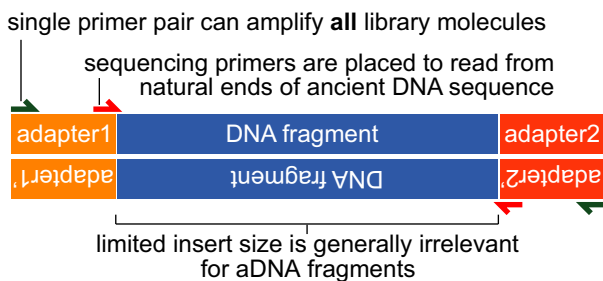 single primer pair can amplify all library molecules
sequencing primers are placed to read from
natural ends of ancient DNA sequence
adapter1 DNA fragment adapter2
adapter1' DNA fragment adapter2'
limited insert size is generally irrelevant
for aDNA fragments